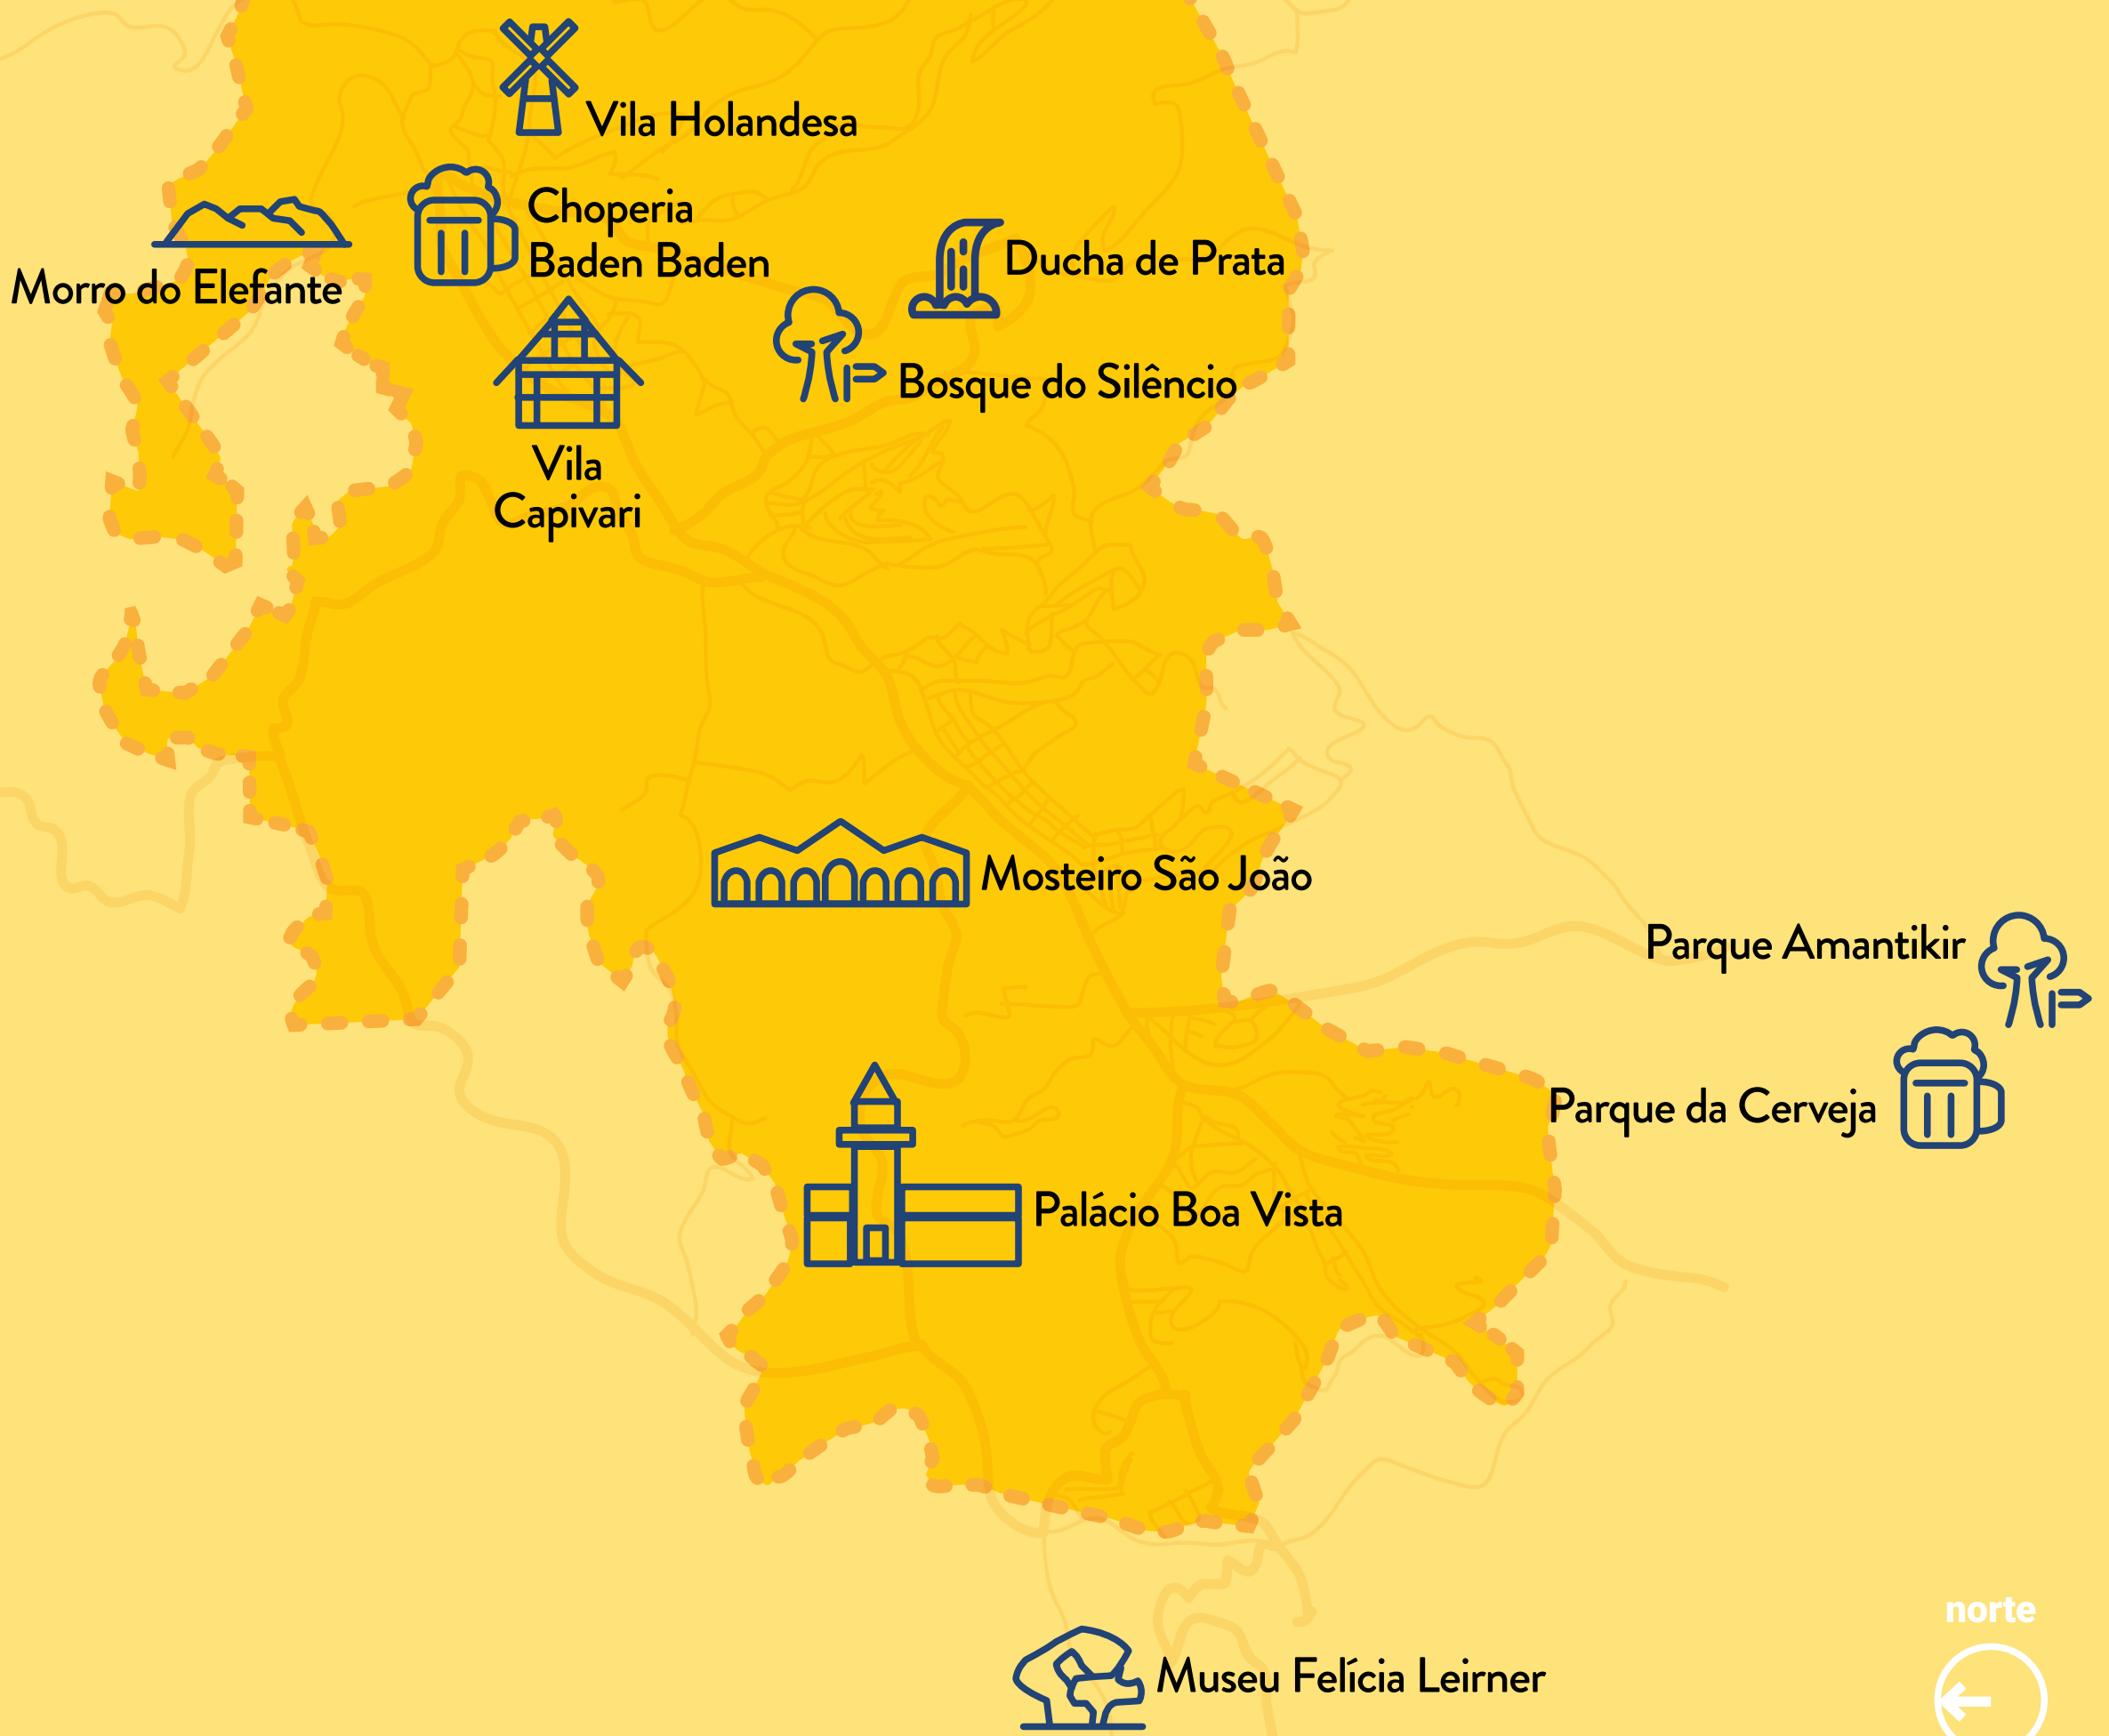 Vila Holandesa
Choperia
Baden Baden
Morro do Elefante
Ducha de Prata
Bosque do Silêncio
Vila
Capivari
Mosteiro São João
Parque Amantikir
Parque da Cerveja
Palácio Boa Vista
norte
Museu Felícia Leirner